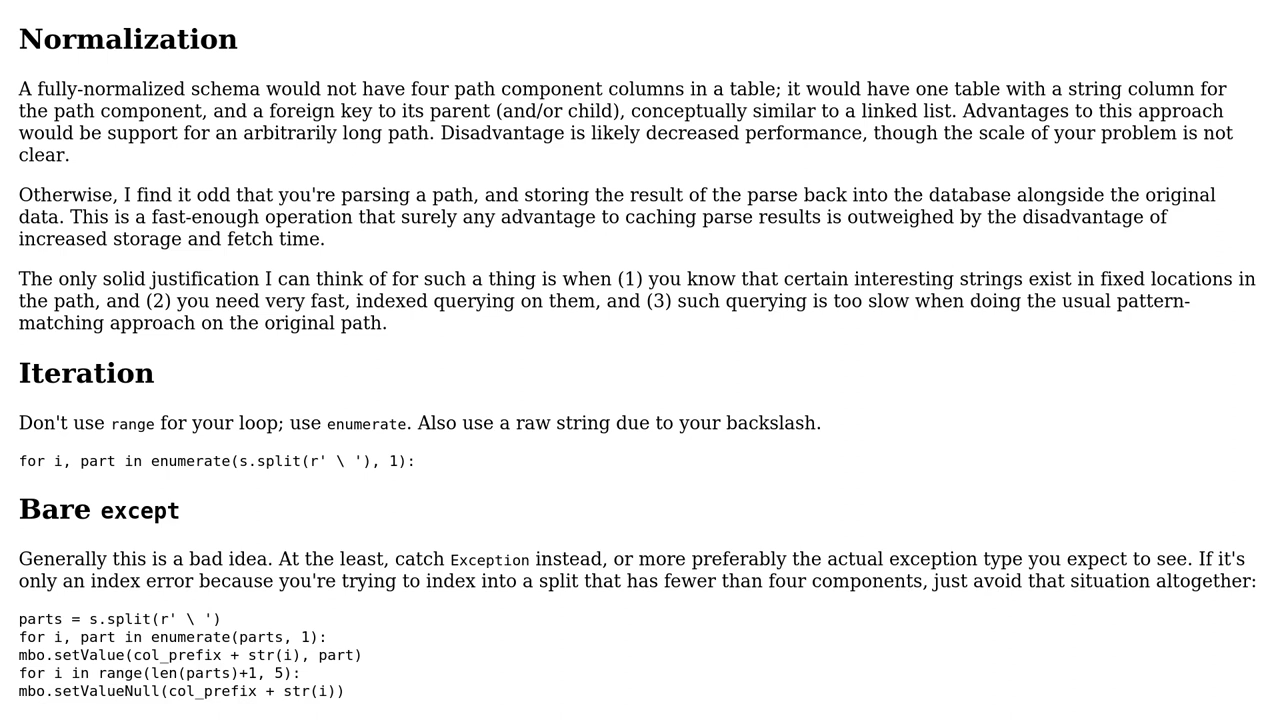 Normalization
A fully-normalized schema would not have four path component columns in a table; it would have one table with a string column for
the path component, and a foreign key to its parent (and/or child), conceptually similar to a linked list. Advantages to this approach
would be support for an arbitrarily long path. Disadvantage is likely decreased performance, though the scale of your problem is not
clear.
Otherwise, I find it odd that you're parsing a path, and storing the result of the parse back into the database alongside the original
data. This is a fast-enough operation that surely any advantage to caching parse results is outweighed by the disadvantage of
increased storage and fetch time.
The only solid justification I can think of for such a thing is when (1) you know that certain interesting strings exist in fixed locations in
the path, and (2) you need very fast, indexed querying on them, and (3) such querying is too slow when doing the usual pattern-
matching approach on the original path.
Iteration
Don't use range for your loop; use enumerate. Also use a raw string due to your backslash.
for i, part in enumerate(s.split(r' \ '), 1):
Bare except
Generally this is a bad idea. At the least, catch Exception instead, or more preferably the actual exception type you expect to see. If it's
only an index error because you're trying to index into a split that has fewer than four components, just avoid that situation altogether:
parts = s.split(r' \ ')
for i, part in enumerate(parts, 1):
mbo.setValue(col_prefix + str(i), part)
for i in range(len(parts)+1, 5):
mbo.setValueNull(col_prefix + str(i))